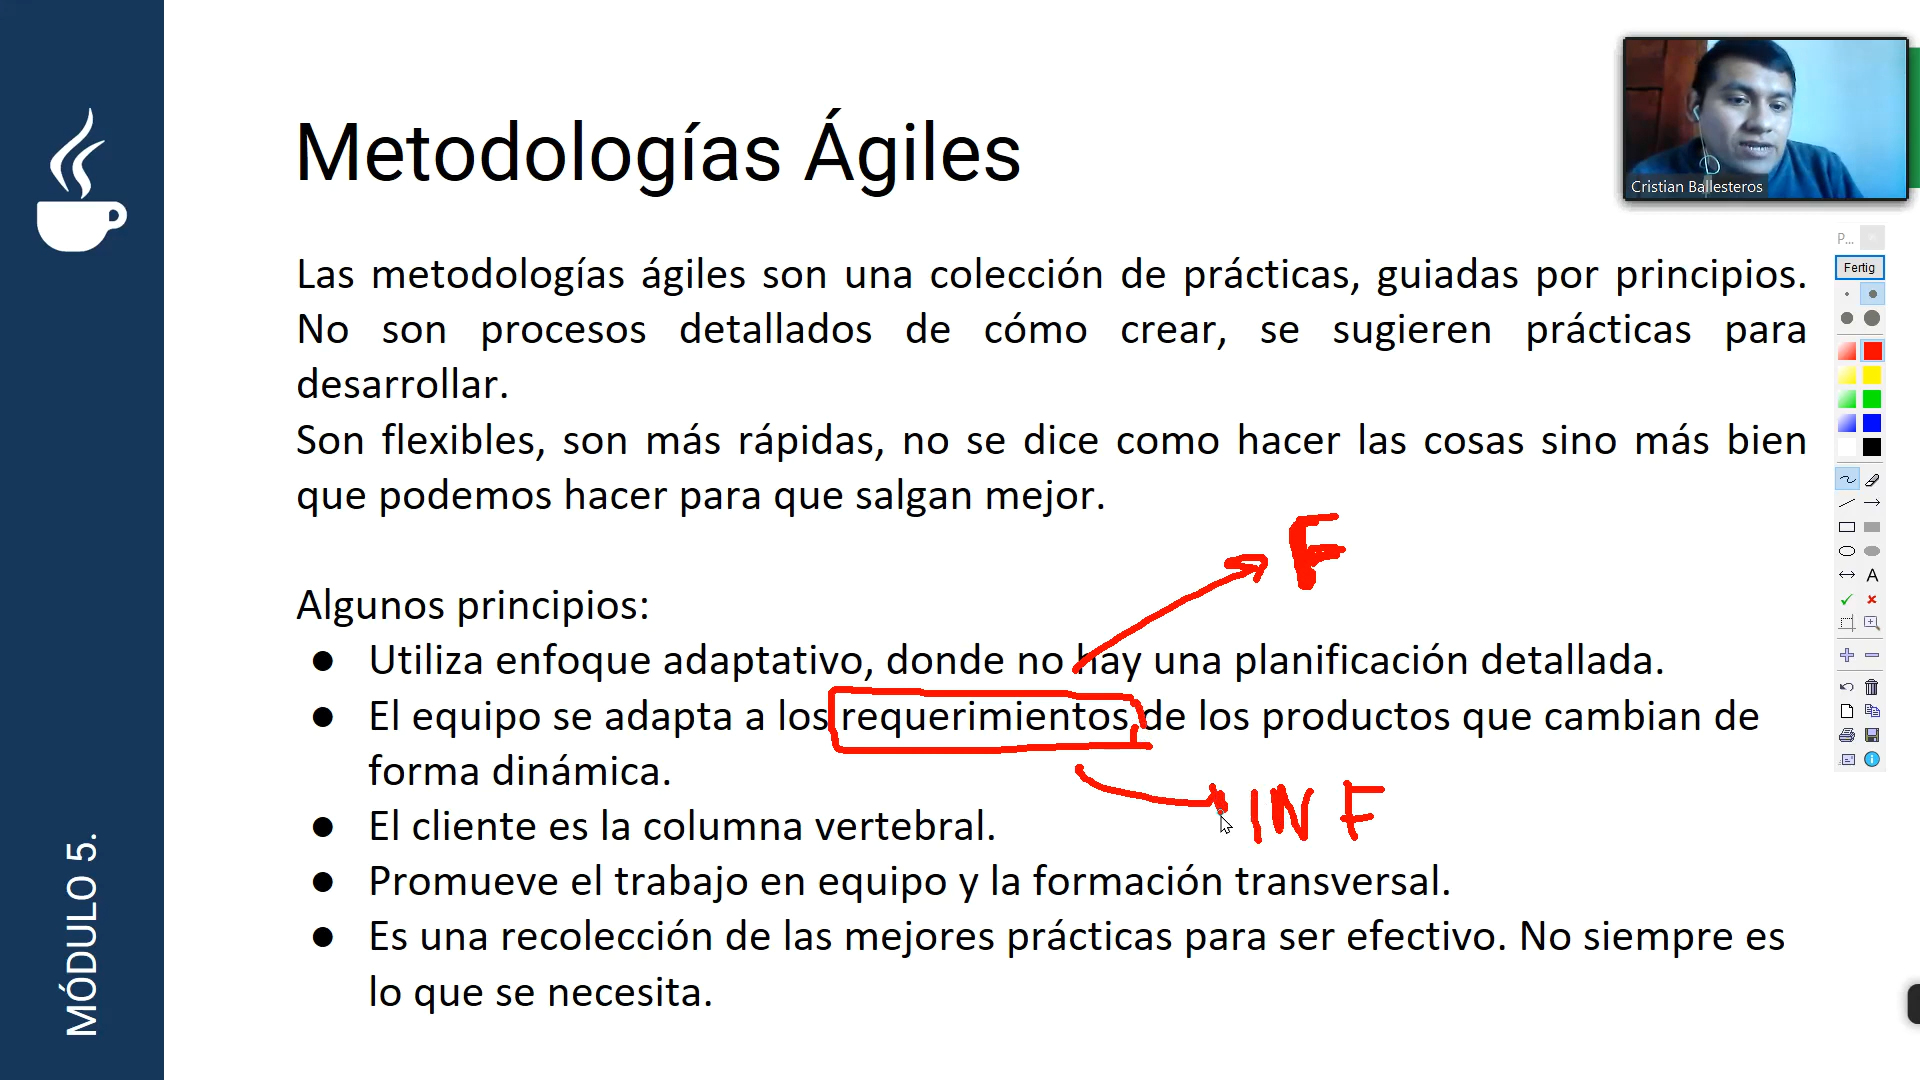 Metodologías Ágiles
Cristian Ballesteros
P...
Fertig
Las metodologías ágiles son una colección de prácticas, guiadas por principios.
No son procesos detallados de cómo crear, se sugieren prácticas para
desarrollar.
Son flexibles, son más rápidas, no se dice como hacer las cosas sino más bien
que podemos hacer para que salgan mejor.
F
Algunos principios:
● Utiliza enfoque adaptativo, donde no hay una planificación detallada.
● El equipo se adapta a los requerimientos de los productos que cambian de
forma dinámica.
INF
● El cliente es la columna vertebral.
● Promueve el trabajo en equipo y la formación transversal.
● Es una recolección de las mejores prácticas para ser efectivo. No siempre es
lo que se necesita.
MÓDULO 5.
A